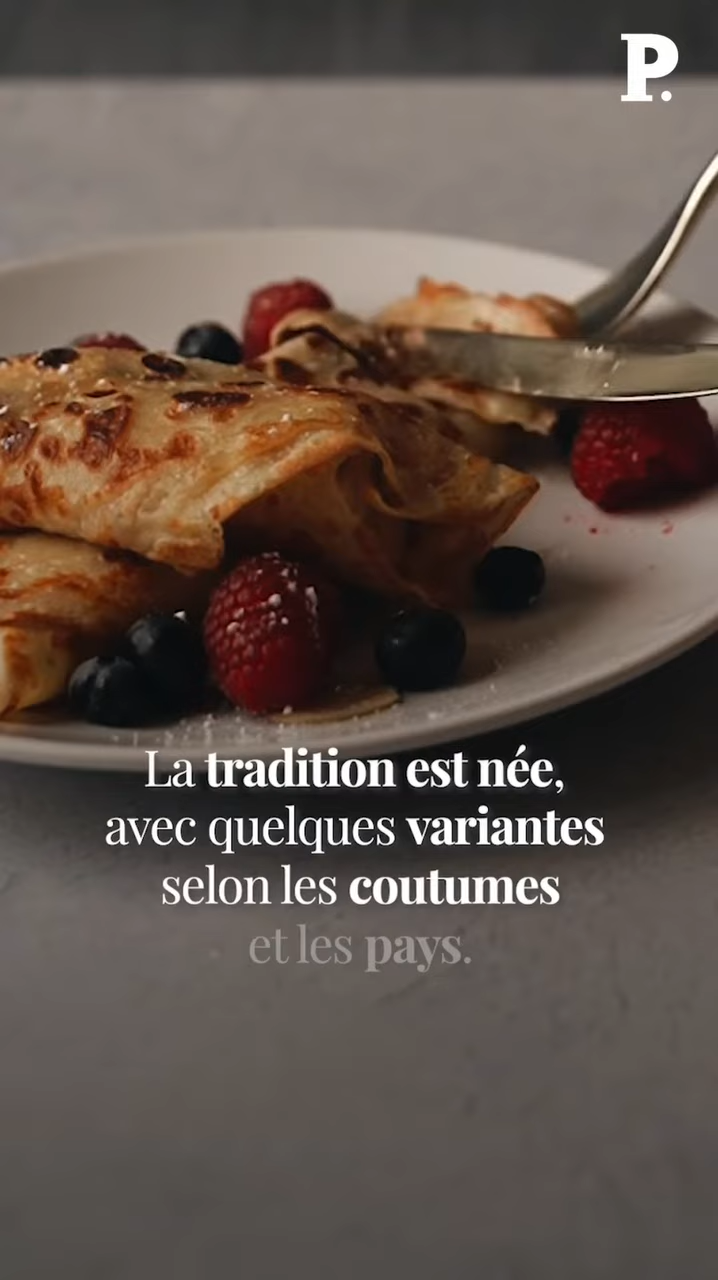 P.
La tradition est née,
avec quelques variantes
selon les coutumes
et les pays.